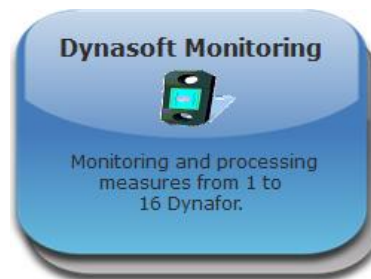 Dynasoft Monitoring
Monitoring and processing
measures from 1 to
16 Dynafor.